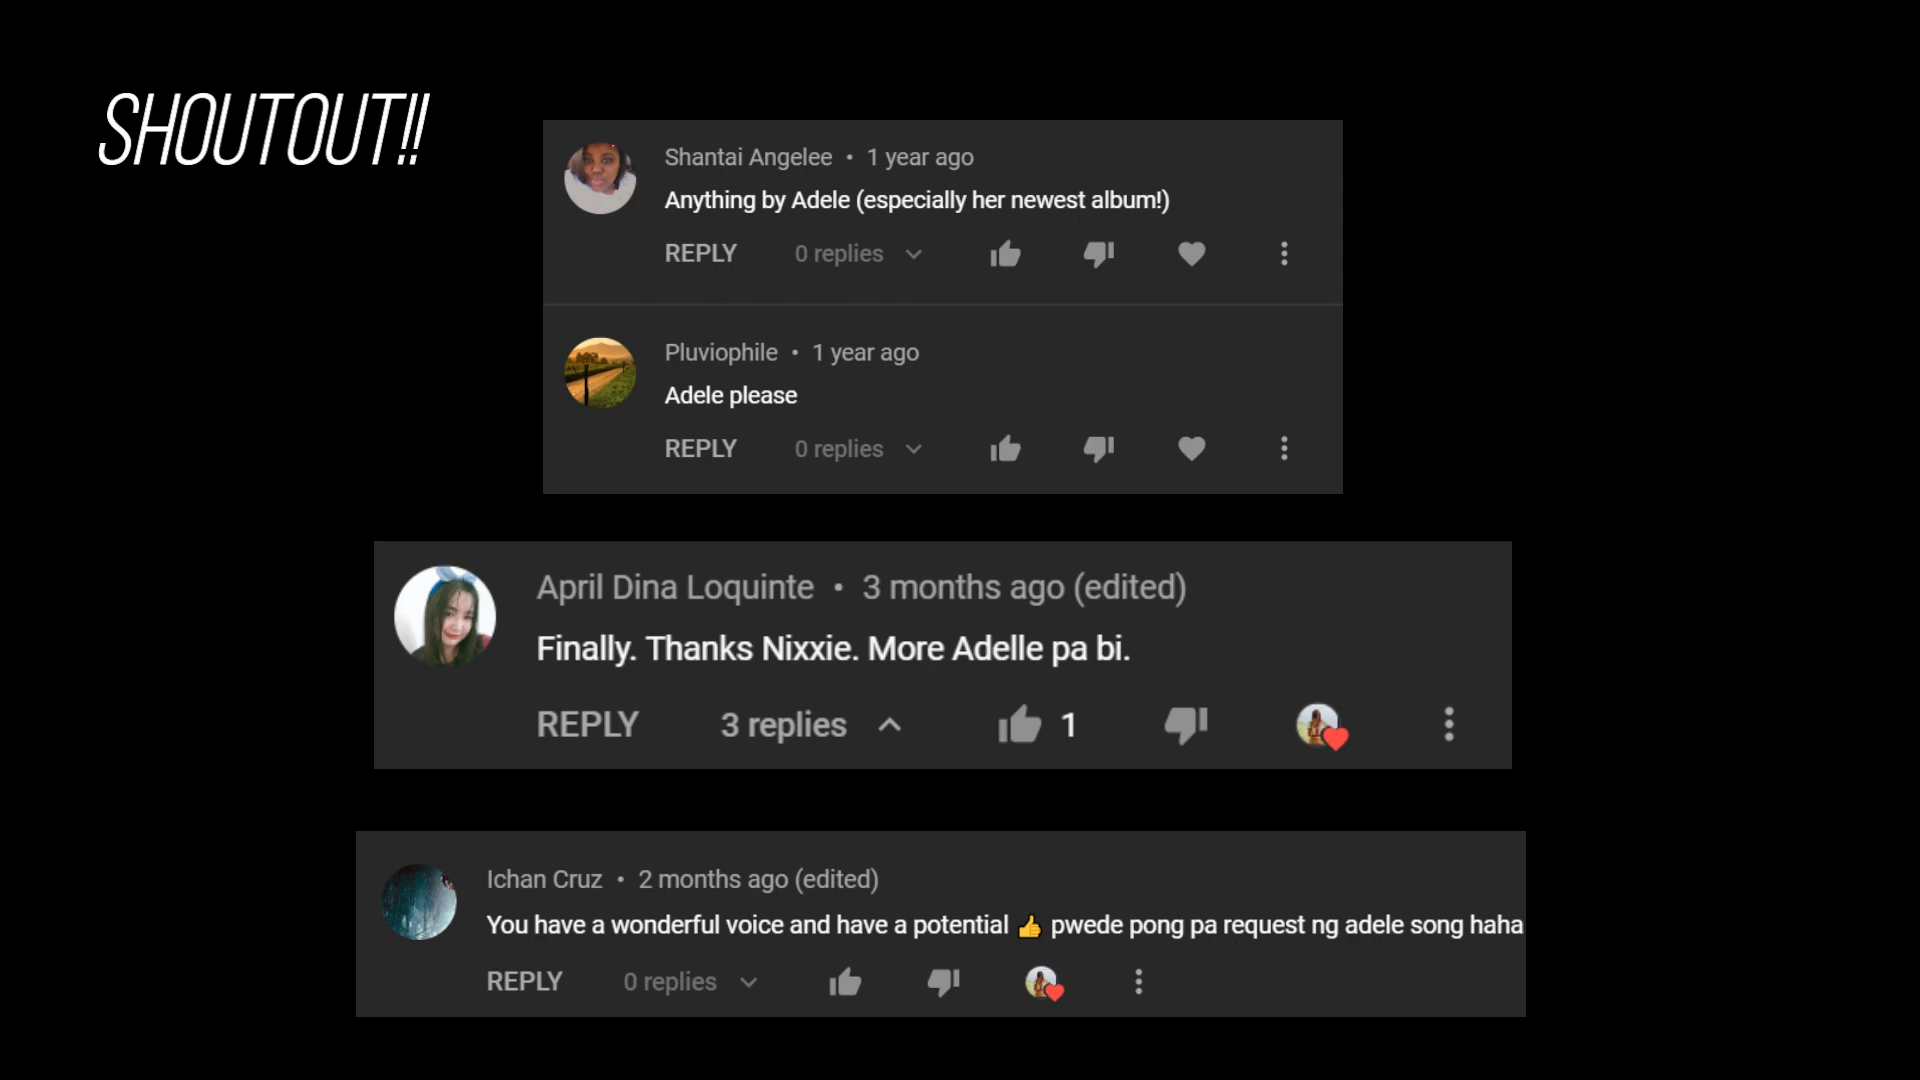 SHOUTOUT!!
Shantai Angelee • 1 year ago
Anything by Adele (especially her newest album!)
REPLY 0 replies
Pluviophile • 1 year ago
Adele please
REPLY 0 replies
April Dina Loquinte • 3 months ago (edited)
Finally. Thanks Nixxie. More Adelle pa bi.
REPLY 3 replies 1
Ichan Cruz • 2 months ago (edited)
You have a wonderful voice and have a potential 👍 pwede pong pa request ng adele song haha
REPLY 0 replies